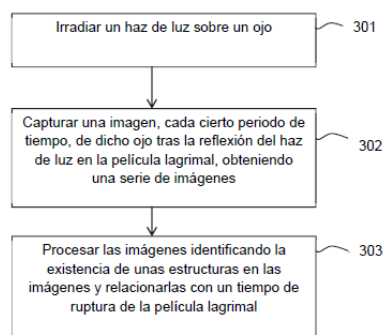 Irradiar un haz de luz sobre un ojo
301
Capturar una imagen, cada cierto periodo de
tiempo, de dicho ojo tras la reflexión del haz
de luz en la película lagrimal, obteniendo
una serie de imágenes
302
Procesar las imágenes identificando la
existencia de unas estructuras en las
imágenes y relacionarlas con un tiempo de
ruptura de la película lagrimal
303